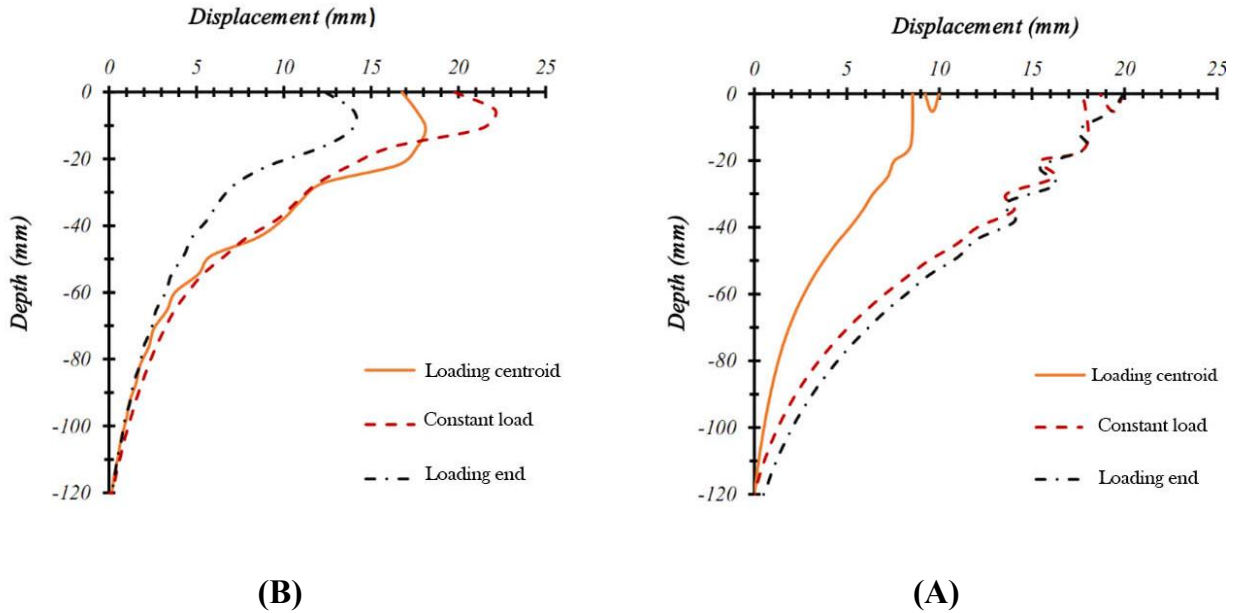 Displacement (mm)
0 5 10 15 20 25
0
-20
-40
-60
-80
-100
-120
Depth (mm)
Loading centroid
Constant load
Loading end
(B)
Displacement (mm)
0 5 10 15 20 25
0
-20
-40
-60
-80
-100
-120
Depth (mm)
Loading centroid
Constant load
Loading end
(A)